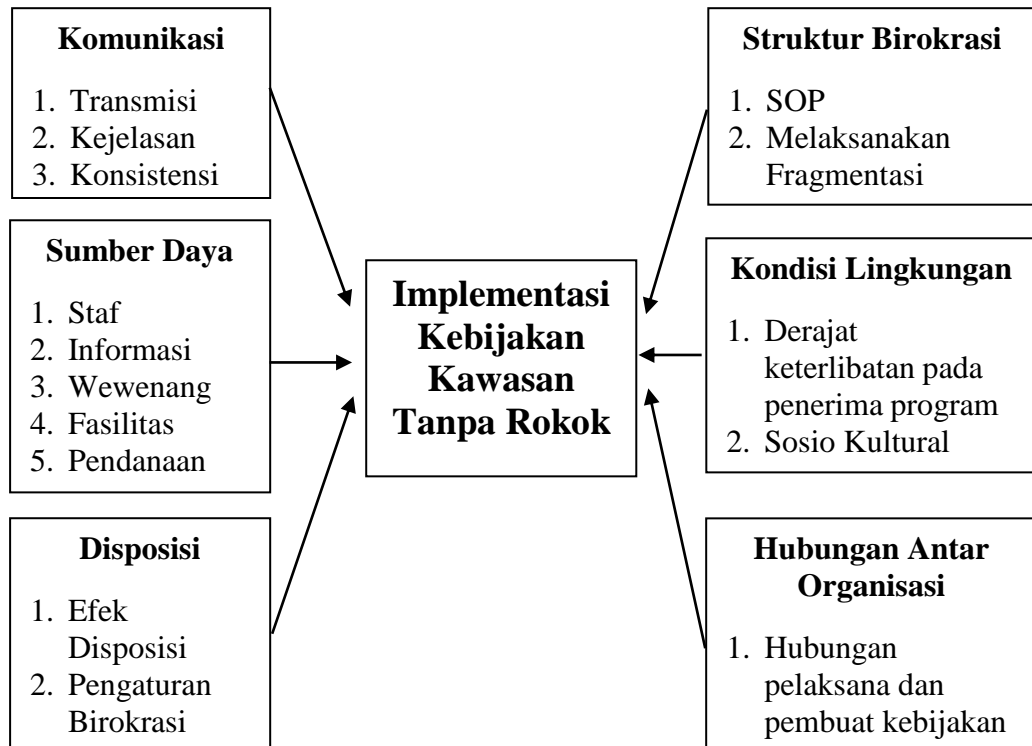 Komunikasi
1. Transmisi
2. Kejelasan
3. Konsistensi
Sumber Daya
1. Staf
2. Informasi
3. Wewenang
4. Fasilitas
5. Pendanaan
Disposisi
1. Efek
Disposisi
2. Pengaturan
Birokrasi
Implementasi
Kebijakan
Kawasan
Tanpa Rokok
Struktur Birokrasi
1. SOP
2. Melaksanakan
Fragmentasi
Kondisi Lingkungan
1. Derajat
keterlibatan pada
penerima program
2. Sosio Kultural
Hubungan Antar
Organisasi
1. Hubungan
pelaksana dan
pembuat kebijakan